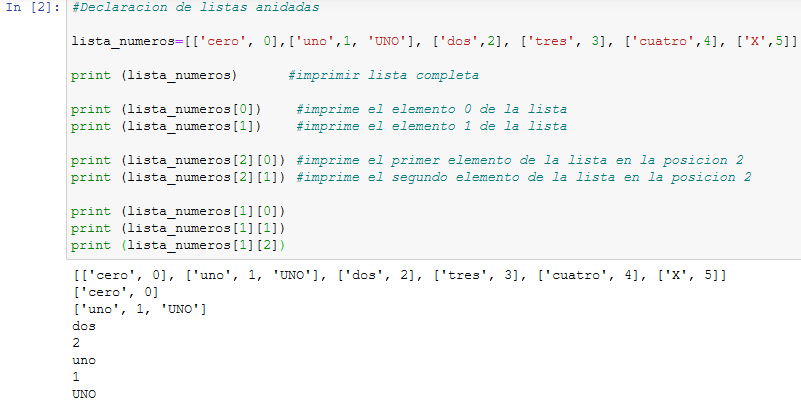 In [2]: #Declaracion de listas anidadas
lista_numeros=[['cero', 0],['uno',1, 'UNO'], ['dos',2], ['tres', 3], ['cuatro',4], ['X',5]]
print (lista_numeros)      #imprimir lista completa
print (lista_numeros[0])    #imprime el elemento 0 de la lista
print (lista_numeros[1])    #imprime el elemento 1 de la lista
print (lista_numeros[2][0]) #imprime el primer elemento de la lista en la posicion 2
print (lista_numeros[2][1]) #imprime el segundo elemento de la lista en la posicion 2
print (lista_numeros[1][0])
print (lista_numeros[1][1])
print (lista_numeros[1][2])
[['cero', 0], ['uno', 1, 'UNO'], ['dos', 2], ['tres', 3], ['cuatro', 4], ['X', 5]]
['cero', 0]
['uno', 1, 'UNO']
dos
2
uno
1
UNO